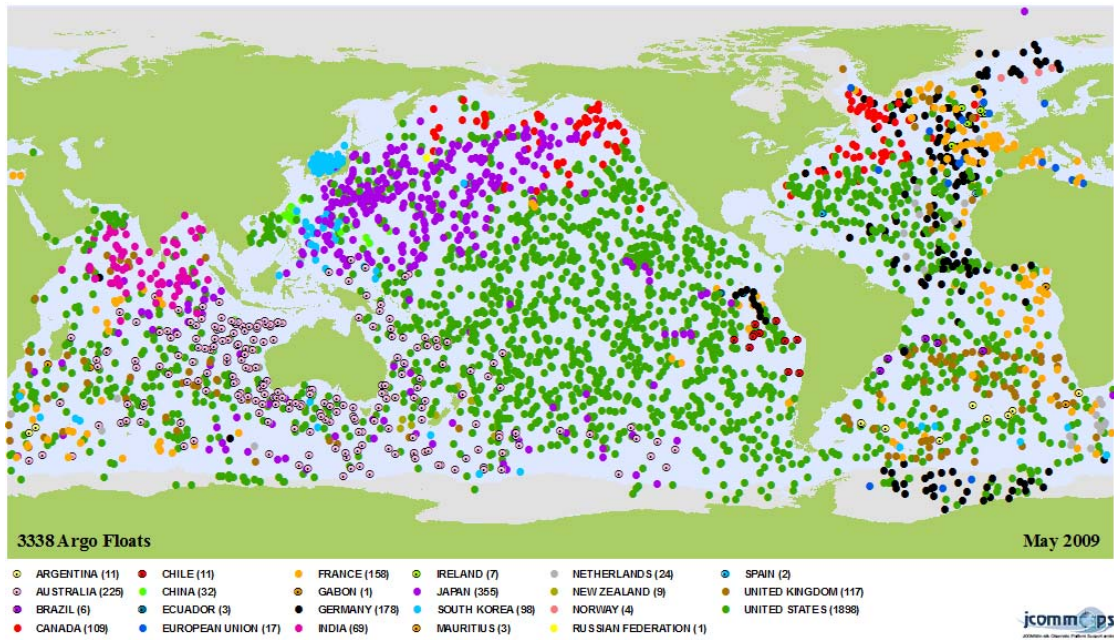 3338 Argo Floats
May 2009
ARGENTINA (11)
CHILE (11)
FRANCE (158)
IRELAND (7)
NETHERLANDS (24)
SPAIN (2)
AUSTRALIA (225)
CHINA (32)
GABON (1)
JAPAN (355)
NEW ZEALAND (9)
UNITED KINGDOM (117)
BRAZIL (6)
ECUADOR (3)
GERMANY (178)
SOUTH KOREA (98)
NORWAY (4)
UNITED STATES (1898)
CANADA (109)
EUROPEAN UNION (17)
INDIA (69)
MAURITIUS (3)
RUSSIAN FEDERATION (1)
jcommops